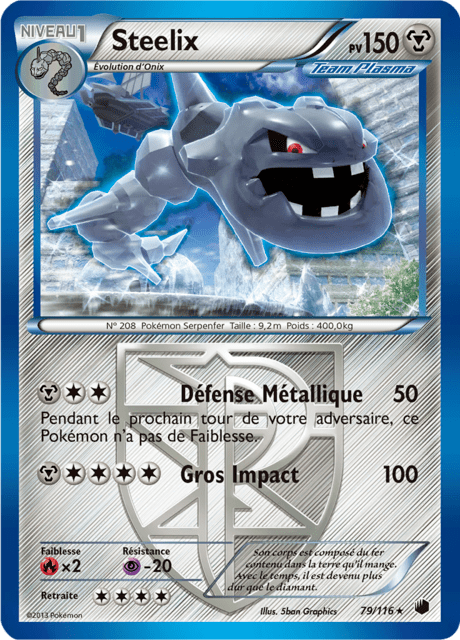 NIVEAU 1
Steelix
PV 150
Évolution d'Onix
Team Plasma
N° 208 Pokémon Serpenfer Taille : 9,2 m Poids : 400,0 kg
Défense Métallique 50
Pendant le prochain tour de votre adversaire, ce
Pokémon n'a pas de Faiblesse.
Gros Impact 100
Faiblesse
×2
Résistance
-20
Son corps est composé du fer
contenu dans la terre qu'il mange.
Avec le temps, il est devenu plus
dur que le diamant.
Retraite
©2013 Pokémon
Illus. 5ban Graphics
79/116 ★